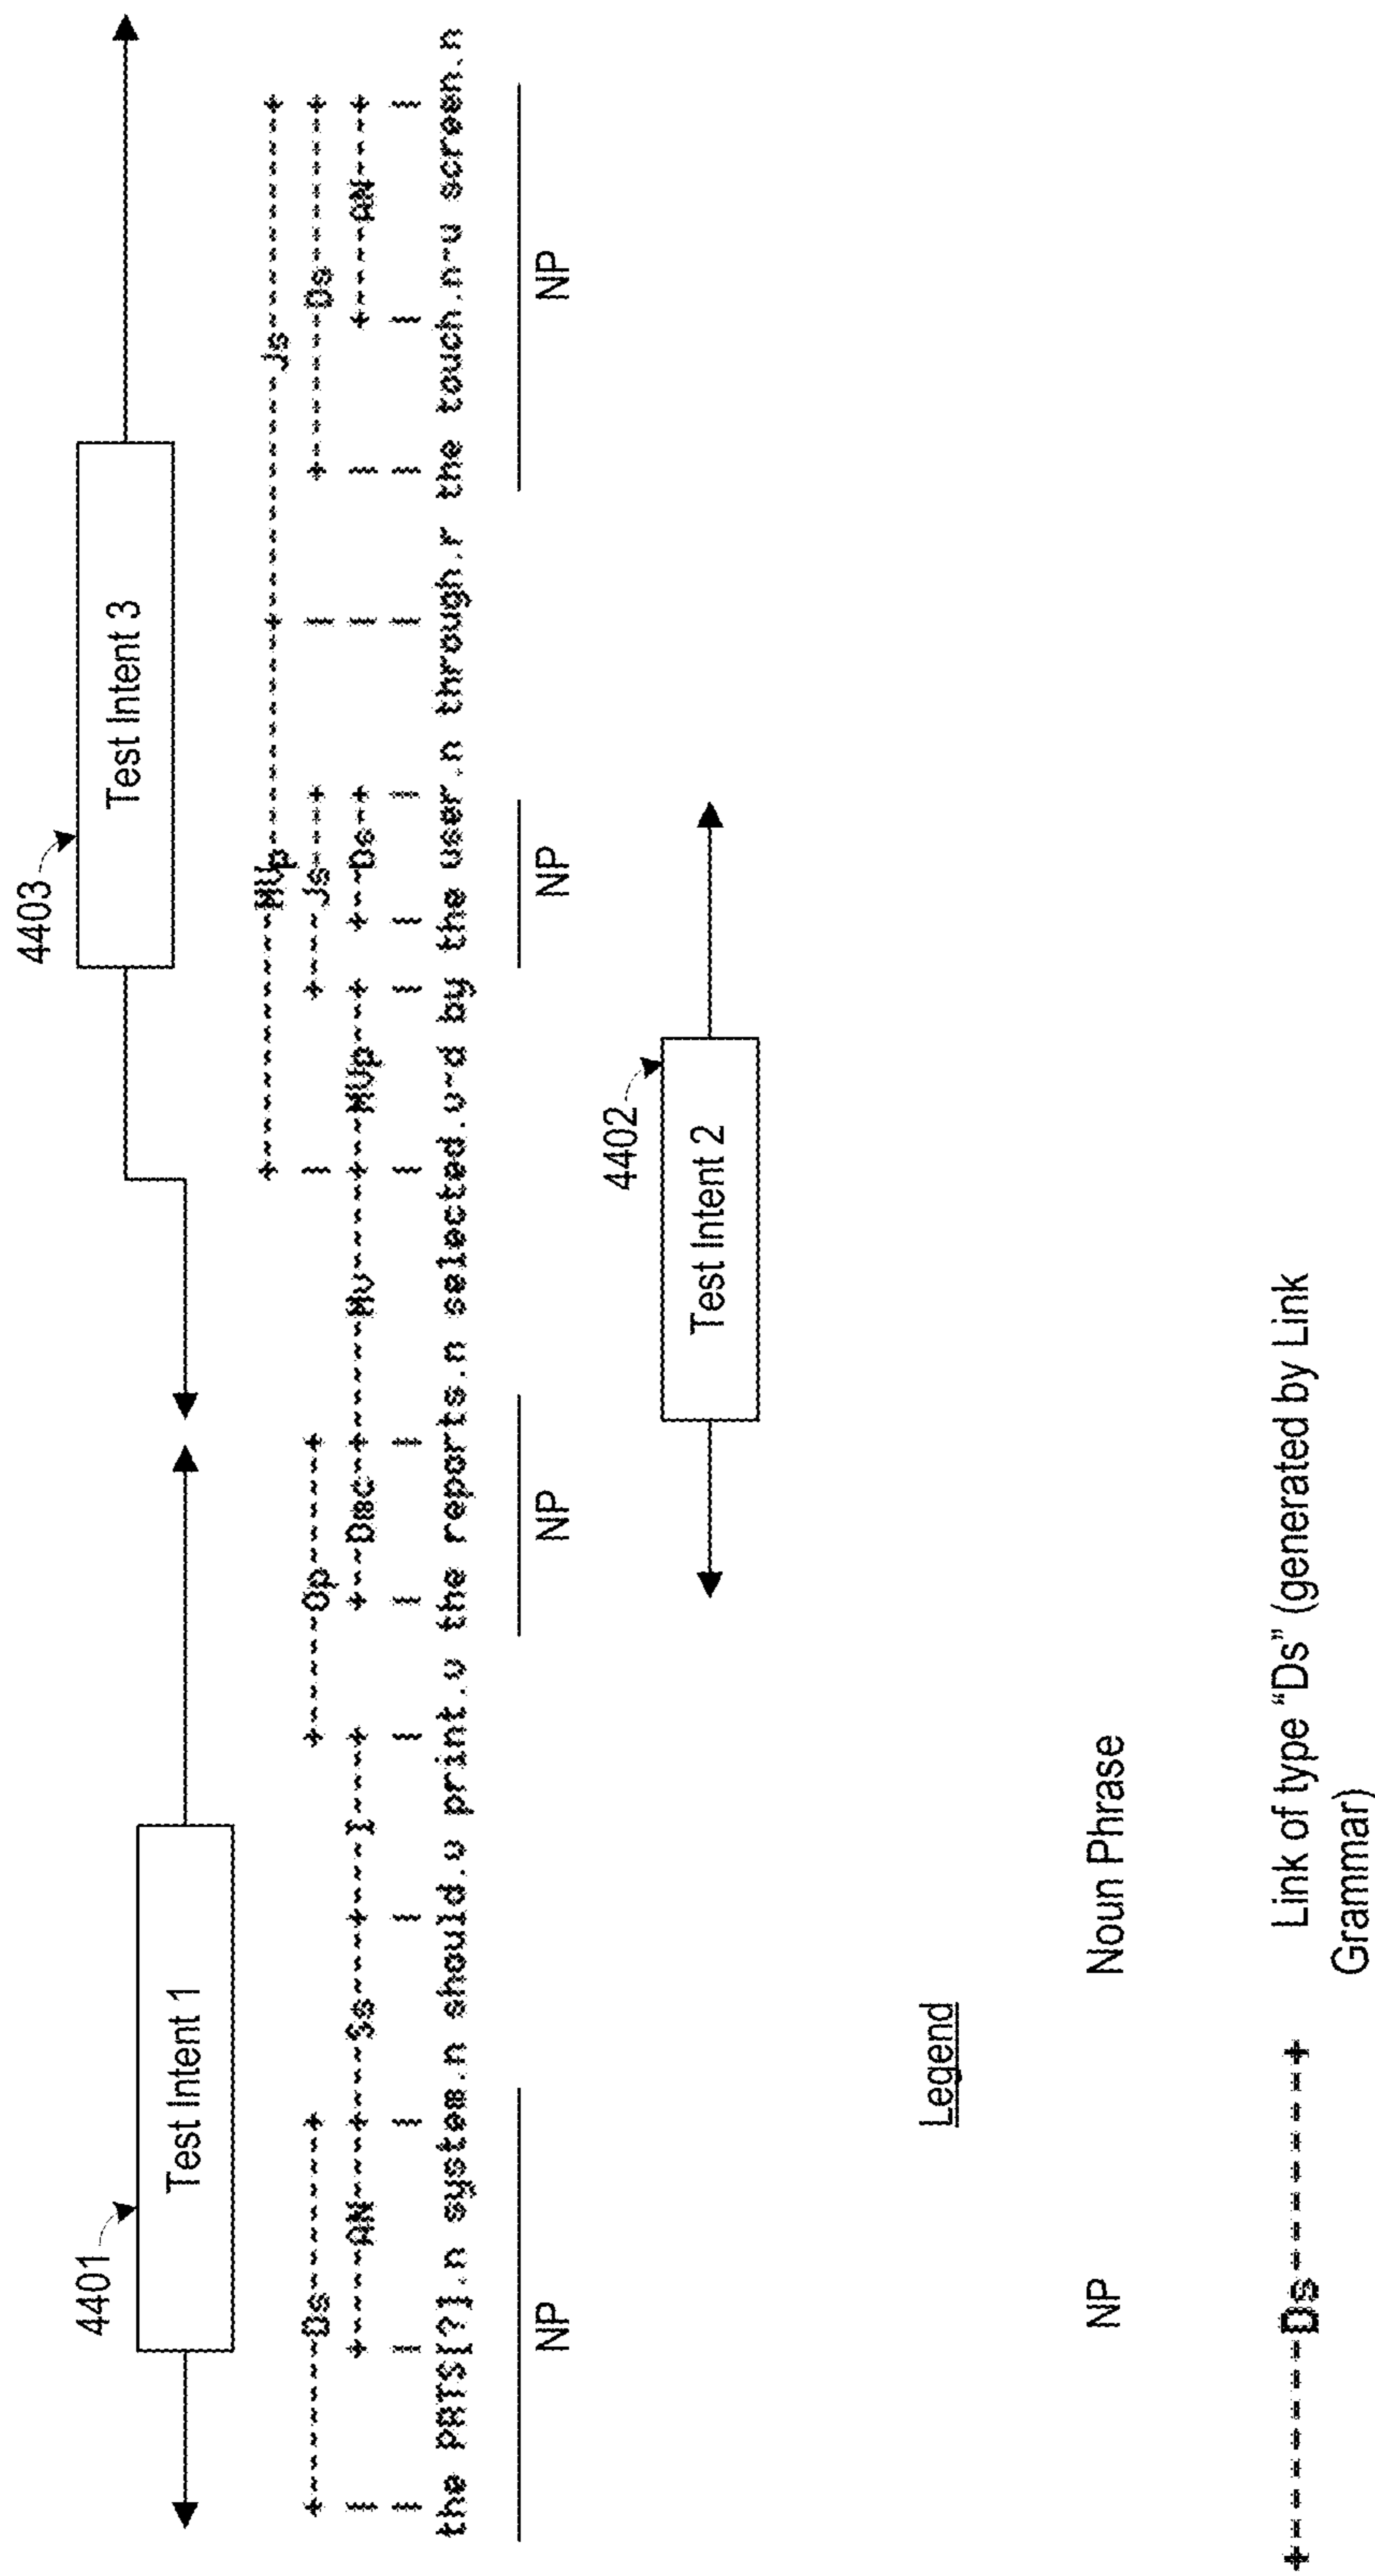 4403
Test Intent 3
4401
Test Intent 1
+---------------MVp---------------+---------------Js---------------+
+---------Ds---------+ +------Op------+ +----Js----+ +---------Ds---------+
+-----AN-----+----Ss----+----I----+ +---Dmc--+-------Mv-------+---MVp---+ +--Ds--+ +-----AN-----+
the PRTS[?].n system.n should.v print.v the reports.n selected.v-d by the user.n through.r the touch.n-u screen.n
NP NP NP NP
4402
Test Intent 2
Legend
NP Noun Phrase
+--------Ds--------+ Link of type “Ds” (generated by Link
Grammar)